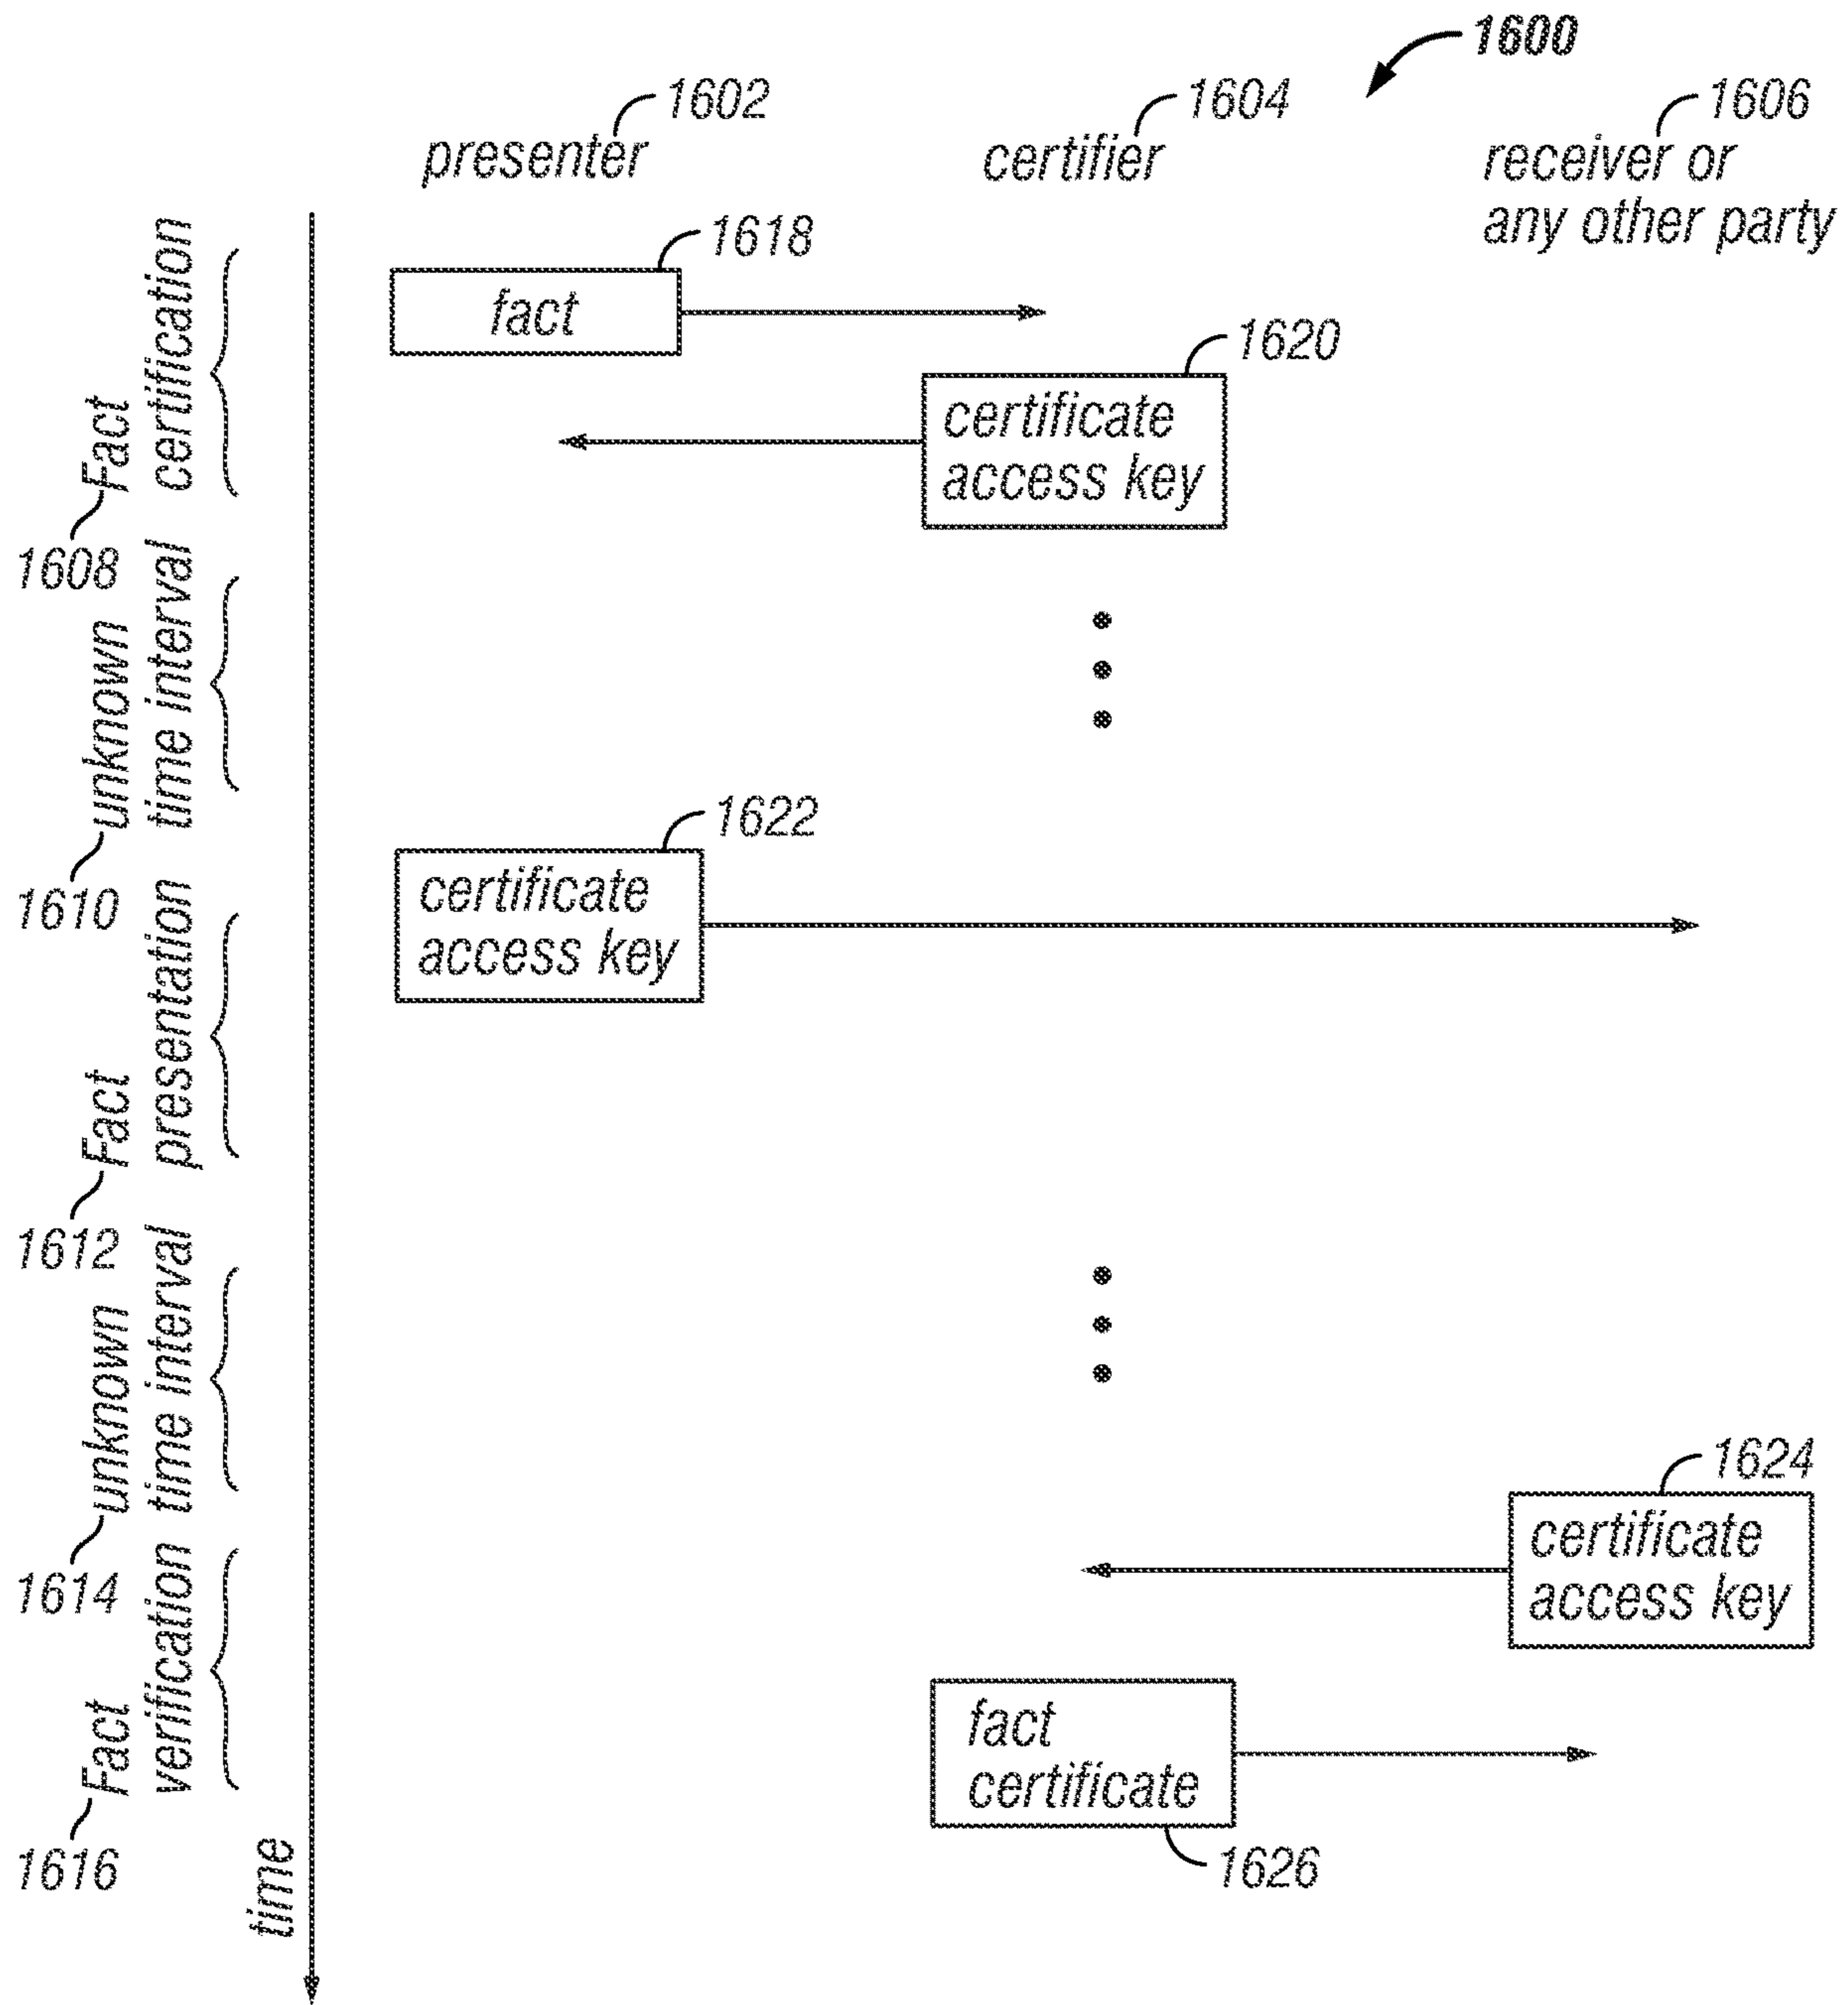 1600
1602
presenter
1604
certifier
1606
receiver or
any other party
1618
fact
1620
certificate
access key
Fact
certification
1608
unknown
time interval
1610
1622
certificate
access key
Fact
presentation
1612
unknown
time interval
1614
1624
certificate
access key
Fact
verification
1616
fact
certificate
1626
time